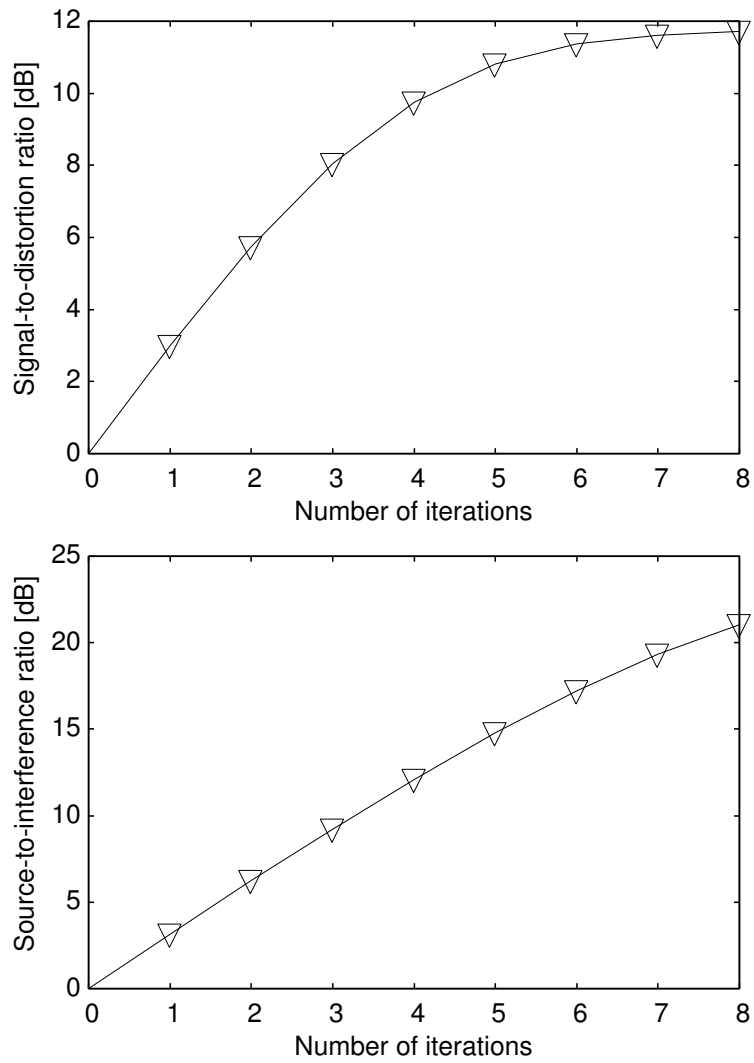 12
10
8
6
4
2
0
Signal-to-distortion ratio [dB]
0 1 2 3 4 5 6 7 8
Number of iterations
25
20
15
10
5
0
Source-to-interference ratio [dB]
0 1 2 3 4 5 6 7 8
Number of iterations